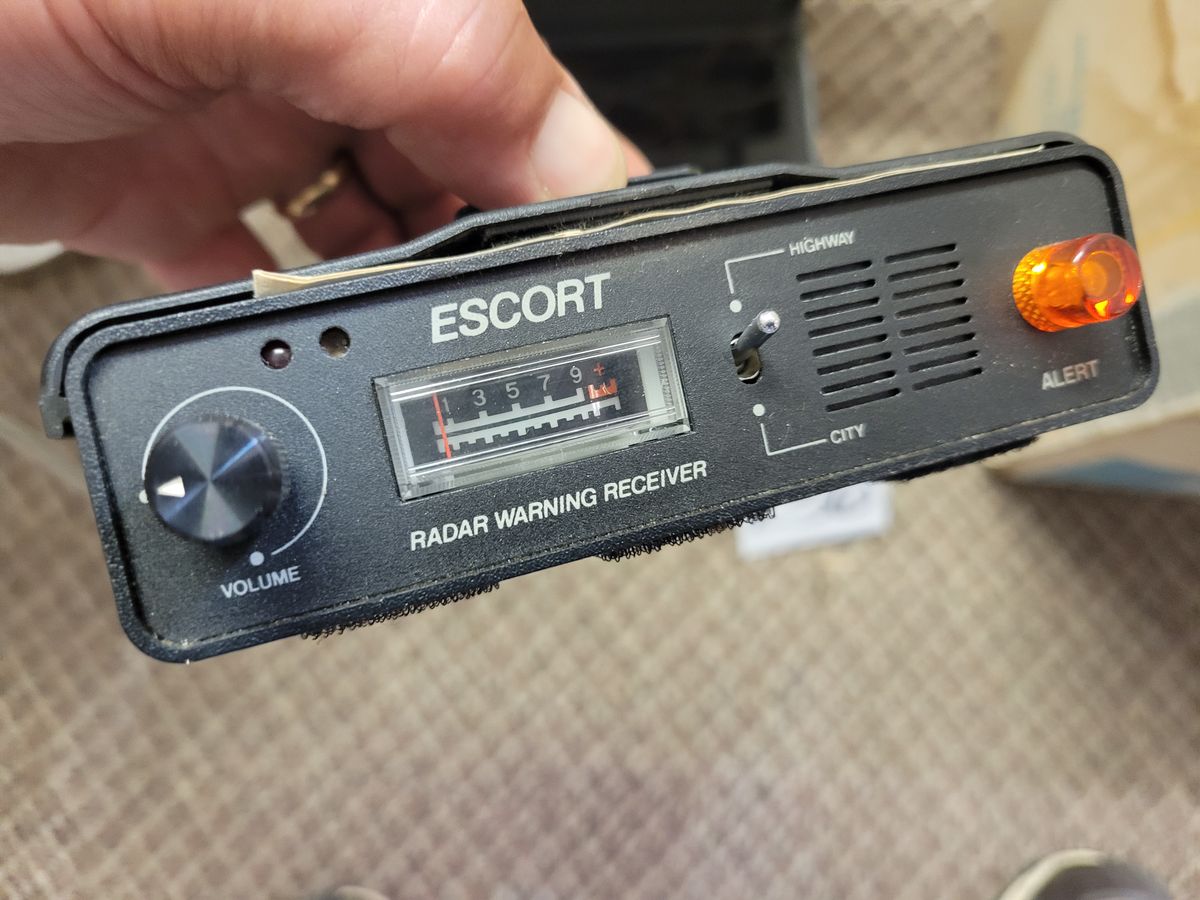 ESCORT
1 3 5 7 9 +
RADAR WARNING RECEIVER
VOLUME
HIGHWAY
CITY
ALERT